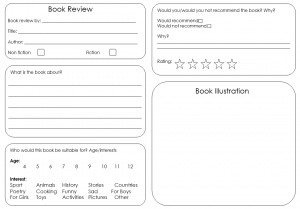 Book Review
Book review by:
Title:
Author:
Non fiction
Fiction
What is the book about?
Who would this book be suitable for? Age/Interests
Age:
4 5 6 7 8 9 10 11 12
Interest:
Sport Animals History Stories Countries
Poetry Cooking Funny Sad For Boys
For Girls Toys Activities Pictures Other
Would you/would you not recommend the book? Why?
Would recommend
Why?
Rating:
Book Illustration